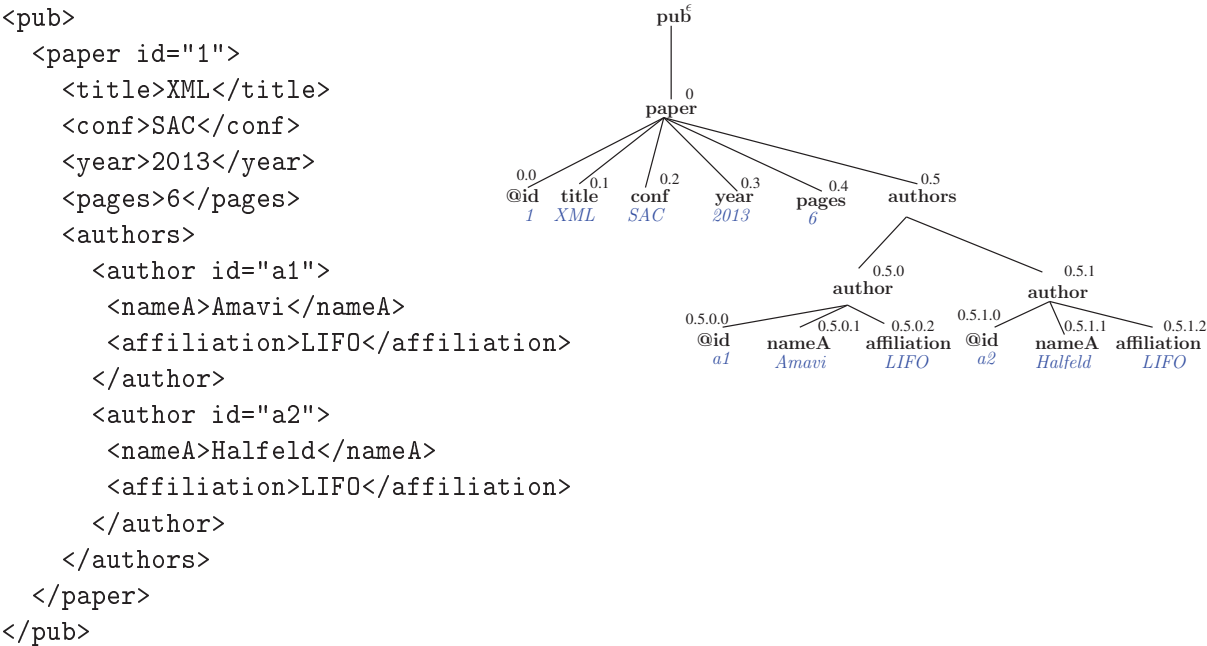 <pub>
<paper id="1">
<title>XML</title>
<conf>SAC</conf>
<year>2013</year>
<pages>6</pages>
<authors>
<author id="a1">
<nameA>Amavi</nameA>
<affiliation>LIFO</affiliation>
</author>
<author id="a2">
<nameA>Halfeld</nameA>
<affiliation>LIFO</affiliation>
</author>
</authors>
</paper>
</pub>
pub ϵ
0
paper
0.0 0.1 0.2 0.3 0.4 0.5
@id title conf year pages authors
1 XML SAC 2013 6
0.5.0 0.5.1
author author
0.5.0.0 0.5.0.1 0.5.0.2 0.5.1.0 0.5.1.1 0.5.1.2
@id nameA affiliation @id nameA affiliation
a1 Amavi LIFO a2 Halfeld LIFO